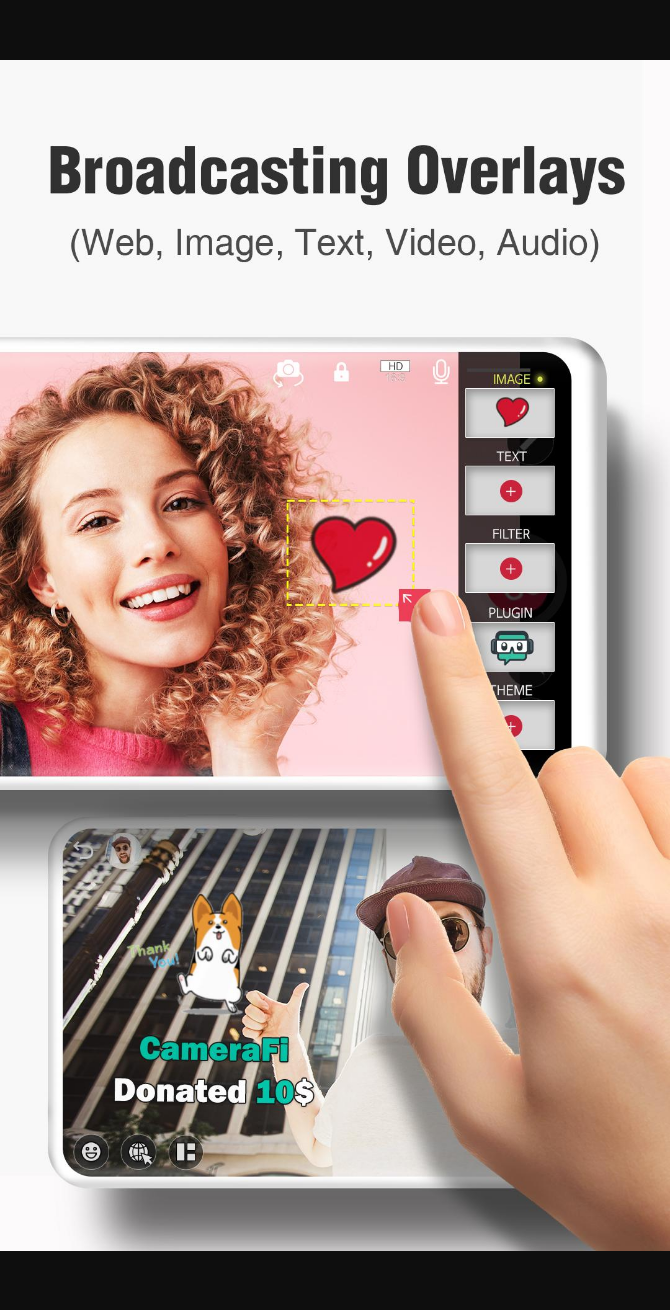 Broadcasting Overlays
(Web, Image, Text, Video, Audio)
HD
IMAGE
TEXT
FILTER
PLUGIN
THEME
Thank
You!
CameraFi
Donated 10$